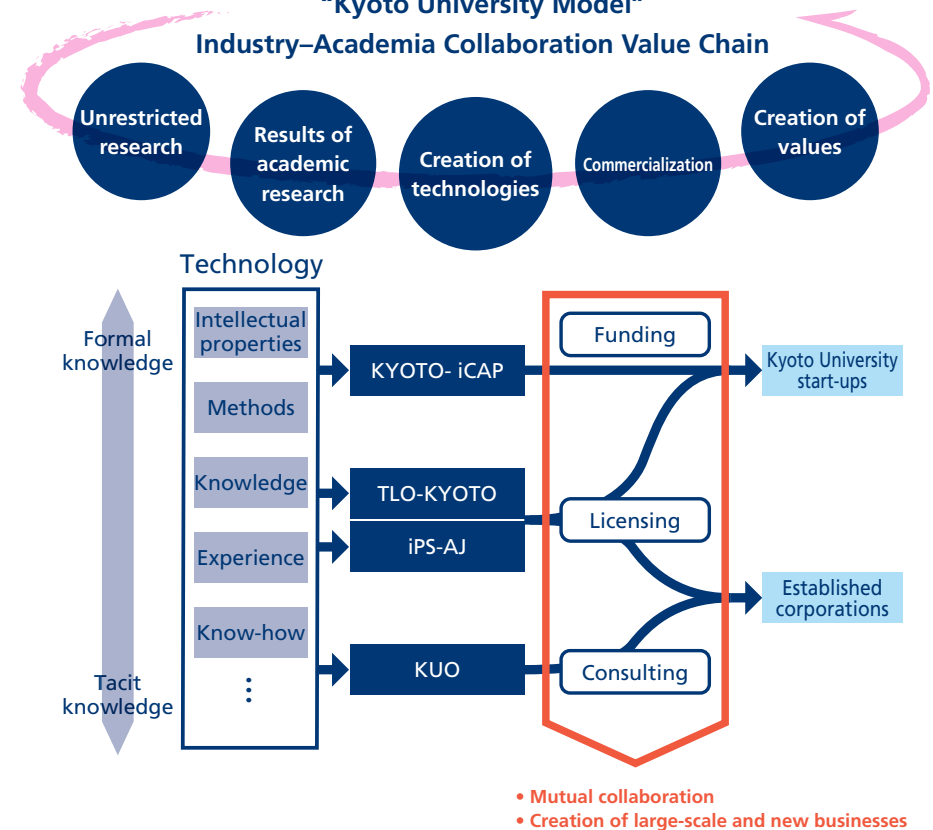 "Kyoto University Model"
Industry–Academia Collaboration Value Chain
Unrestricted
research
Results of
academic
research
Creation of
technologies
Commercialization
Creation of
values
Technology
Formal
knowledge
Tacit
knowledge
Intellectual
properties
Methods
Knowledge
Experience
Know-how
⋮
KYOTO- iCAP
TLO-KYOTO
iPS-AJ
KUO
Funding
Licensing
Consulting
Kyoto University
start-ups
Established
corporations
• Mutual collaboration
• Creation of large-scale and new businesses